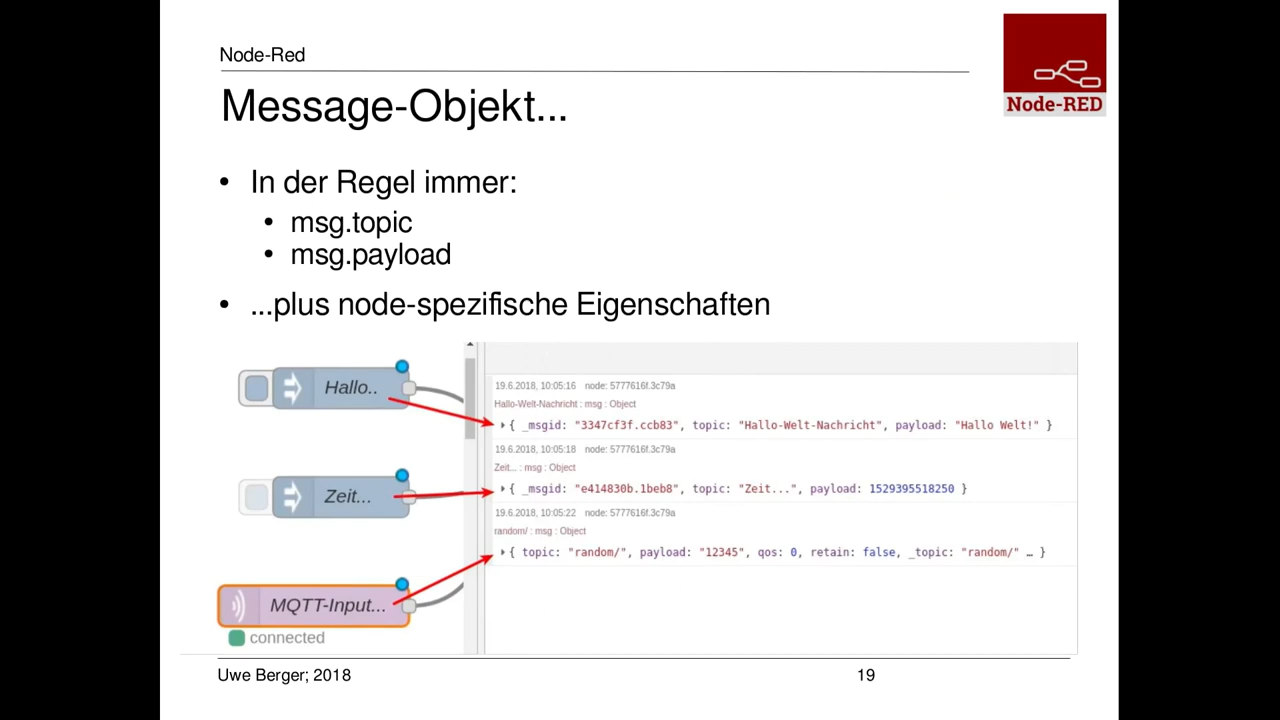 Node-Red
Node-RED
Message-Objekt...
• In der Regel immer:
• msg.topic
• msg.payload
• ...plus node-spezifische Eigenschaften
Hallo..
Zeit...
MQTT-Input...
connected
19.6.2018, 10:05:16 node: 5777616f.3c79a
Hallo-Welt-Nachricht : msg : Object
{ _msgid: "3347cf3f.ccb83", topic: "Hallo-Welt-Nachricht", payload: "Hallo Welt!" }
19.6.2018, 10:05:18 node: 5777616f.3c79a
Zeit... : msg : Object
{ _msgid: "e414830b.1beb8", topic: "Zeit...", payload: 1529395518250 }
19.6.2018, 10:05:22 node: 5777616f.3c79a
random/ : msg : Object
{ topic: "random/", payload: "12345", qos: 0, retain: false, _topic: "random/" … }
Uwe Berger; 2018
19